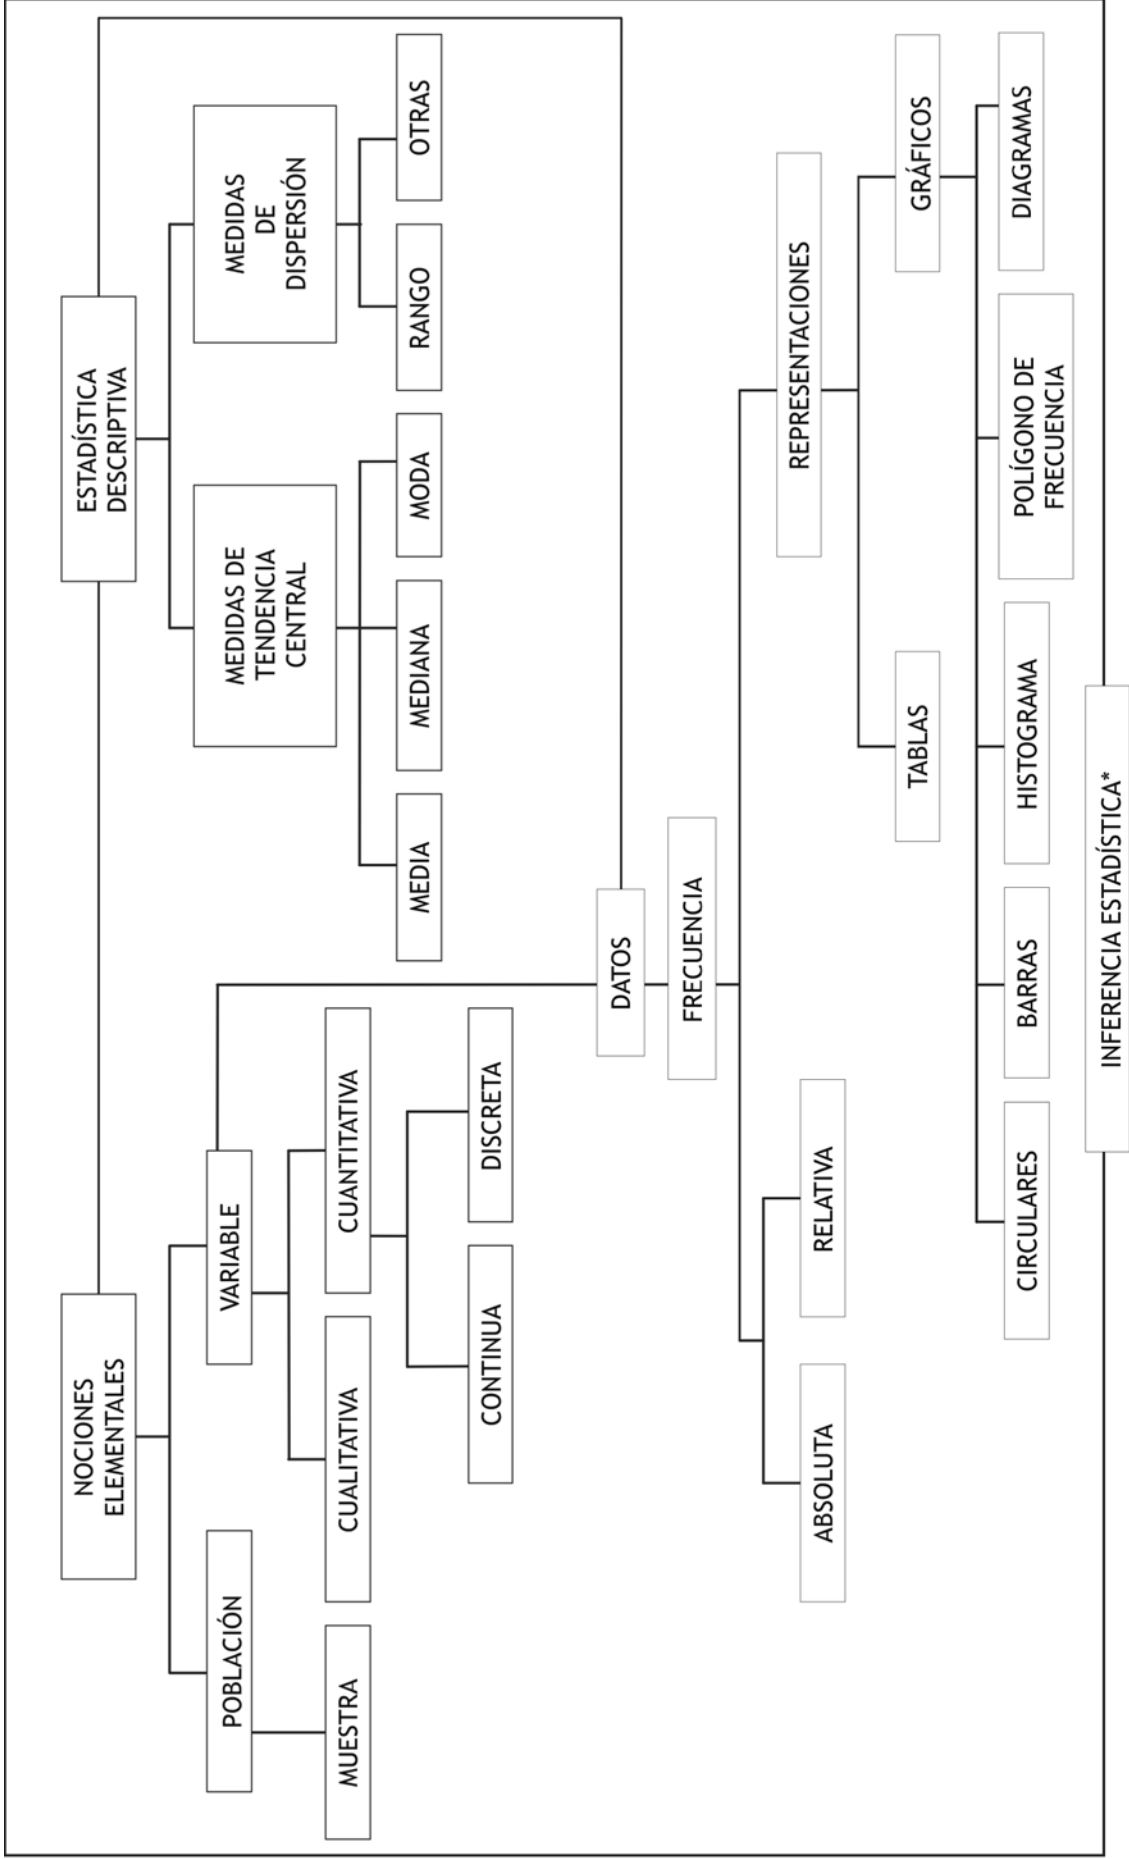 NOCIONES
ELEMENTALES
ESTADÍSTICA
DESCRIPTIVA
POBLACIÓN
VARIABLE
MEDIDAS DE
TENDENCIA
CENTRAL
MEDIDAS
DE
DISPERSIÓN
MUESTRA
CUALITATIVA
CUANTITATIVA
MEDIA
MEDIANA
MODA
RANGO
OTRAS
CONTINUA
DISCRETA
DATOS
FRECUENCIA
ABSOLUTA
RELATIVA
REPRESENTACIONES
TABLAS
GRÁFICOS
CIRCULARES
BARRAS
HISTOGRAMA
POLÍGONO DE
FRECUENCIA
DIAGRAMAS
INFERENCIA ESTADÍSTICA*